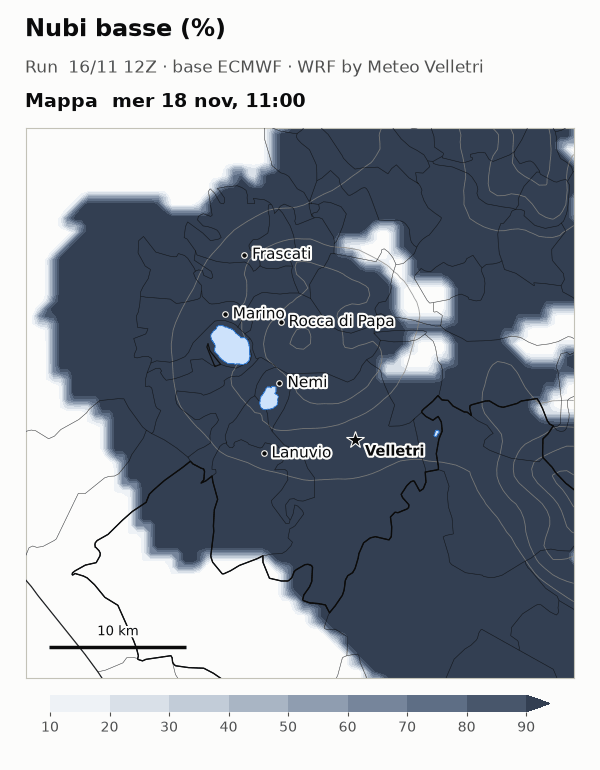 Nubi basse (%)
Run  16/11 12Z · base ECMWF · WRF by Meteo Velletri
Mappa  mer 18 nov, 11:00
Frascati
Marino
Rocca di Papa
Nemi
Velletri
Lanuvio
10 km
10 20 30 40 50 60 70 80 90